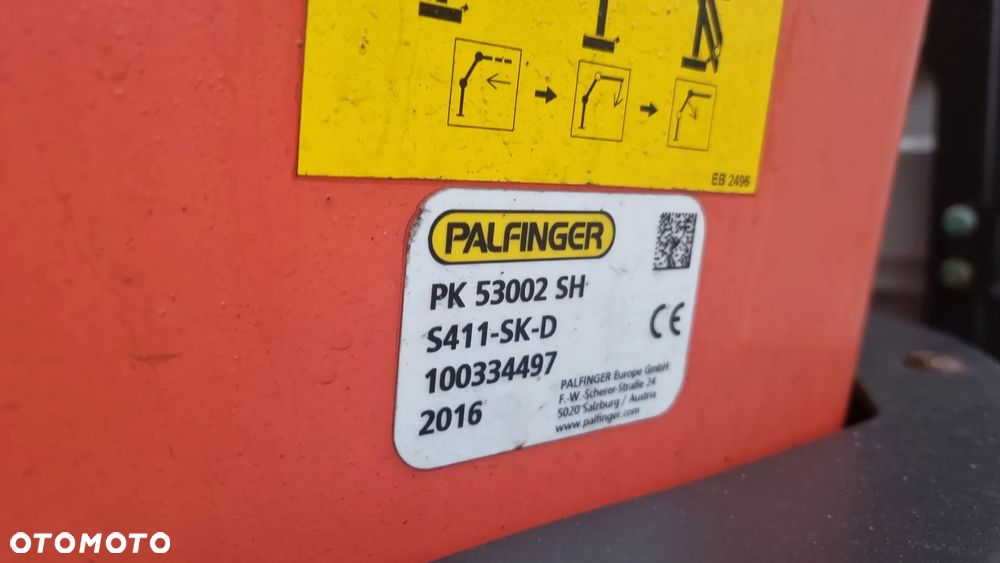 EB 2496
PALFINGER
PK 53002 SH
S411-SK-D
100334497
2016
CE
PALFINGER Europe GmbH
F.-W.-Scherer-Straße 24
5020 Salzburg / Austria
www.palfinger.com
OTOMOTO